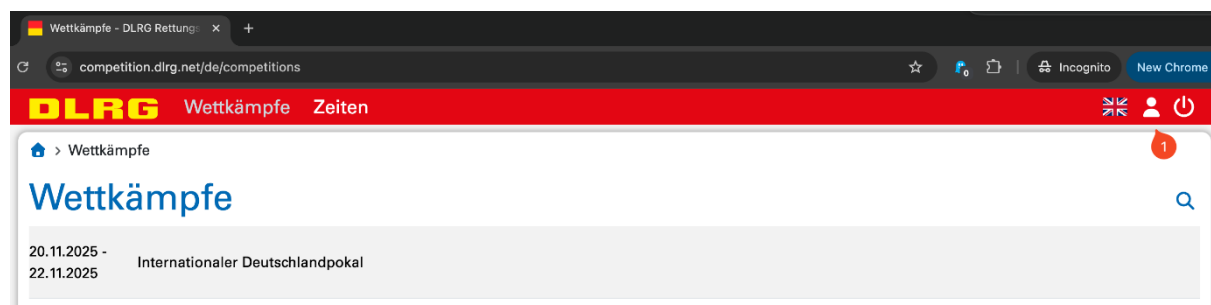 Wettkämpfe - DLRG Rettungs
competition.dlrg.net/de/competitions
0
Incognito
New Chrome
DLRG Wettkämpfe Zeiten
1
> Wettkämpfe
Wettkämpfe
20.11.2025 -
22.11.2025
Internationaler Deutschlandpokal